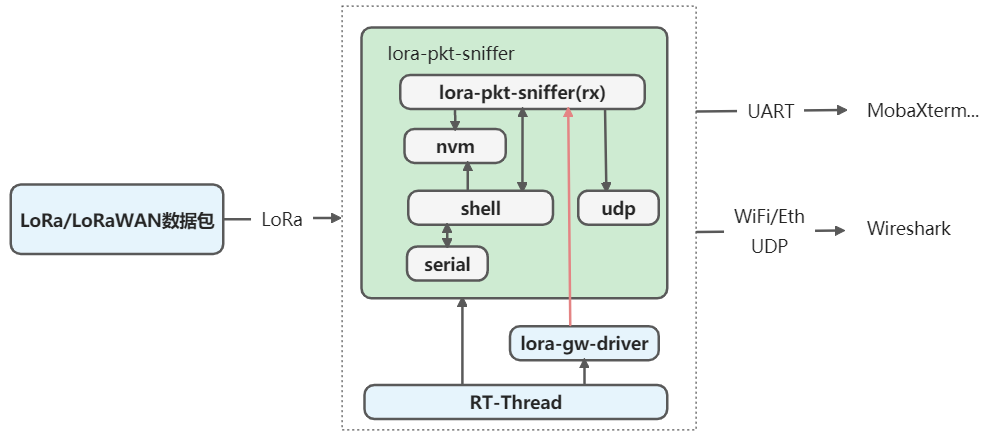 lora-pkt-sniffer
lora-pkt-sniffer(rx)
nvm
shell
udp
serial
lora-gw-driver
RT-Thread
LoRa/LoRaWAN数据包
LoRa
UART
MobaXterm...
WiFi/Eth
UDP
Wireshark